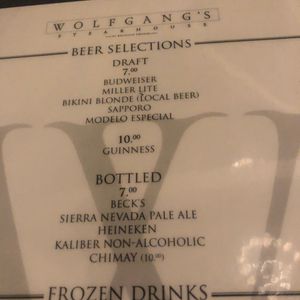 WOLFGANG'S
STEAKHOUSE
BEER SELECTIONS
DRAFT
7.00
BUDWEISER
MILLER LITE
BIKINI BLONDE (LOCAL BEER)
SAPPORO
MODELO ESPECIAL
10.00
GUINNESS
BOTTLED
7.00
BECK'S
SIERRA NEVADA PALE ALE
HEINEKEN
KALIBER NON-ALCOHOLIC
CHIMAY (10.00)
FROZEN DRINKS